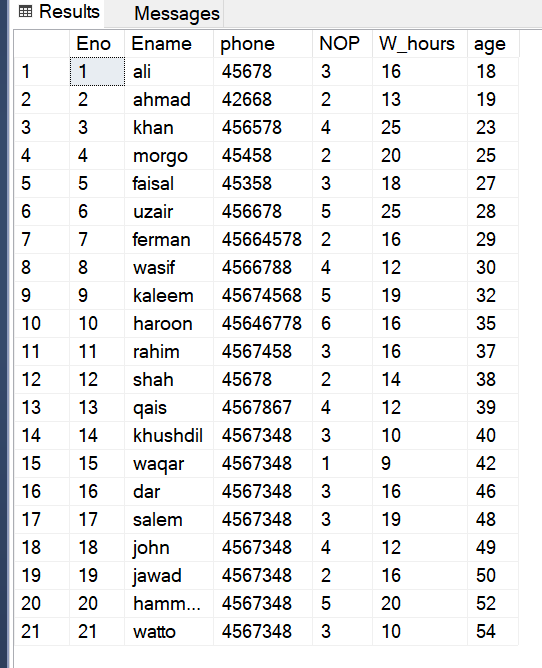 Results Messages
Eno Ename phone NOP W_hours age
1 1 ali 45678 3 16 18
2 2 ahmad 42668 2 13 19
3 3 khan 456578 4 25 23
4 4 morgo 45458 2 20 25
5 5 faisal 45358 3 18 27
6 6 uzair 456678 5 25 28
7 7 ferman 45664578 2 16 29
8 8 wasif 4566788 4 12 30
9 9 kaleem 45674568 5 19 32
10 10 haroon 45646778 6 16 35
11 11 rahim 4567458 3 16 37
12 12 shah 45678 2 14 38
13 13 qais 4567867 4 12 39
14 14 khushdil 4567348 3 10 40
15 15 waqar 4567348 1 9 42
16 16 dar 4567348 3 16 46
17 17 salem 4567348 3 19 48
18 18 john 4567348 4 12 49
19 19 jawad 4567348 2 16 50
20 20 hamm... 4567348 5 20 52
21 21 watto 4567348 3 10 54